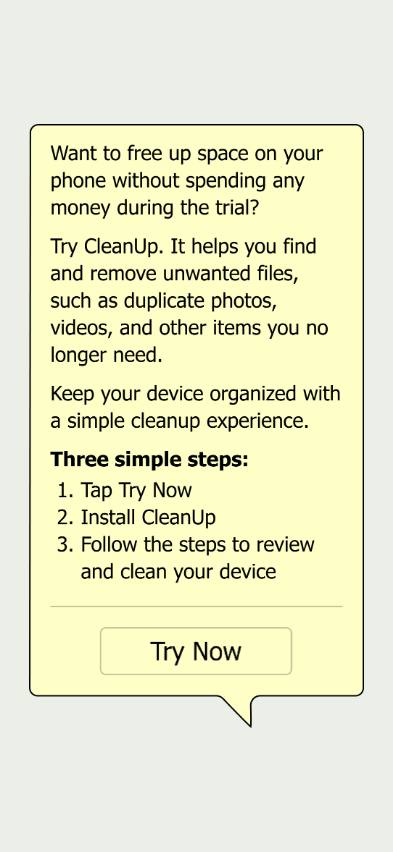 Want to free up space on your
phone without spending any
money during the trial?
Try CleanUp. It helps you find
and remove unwanted files,
such as duplicate photos,
videos, and other items you no
longer need.
Keep your device organized with
a simple cleanup experience.
Three simple steps:
1. Tap Try Now
2. Install CleanUp
3. Follow the steps to review
and clean your device
Try Now